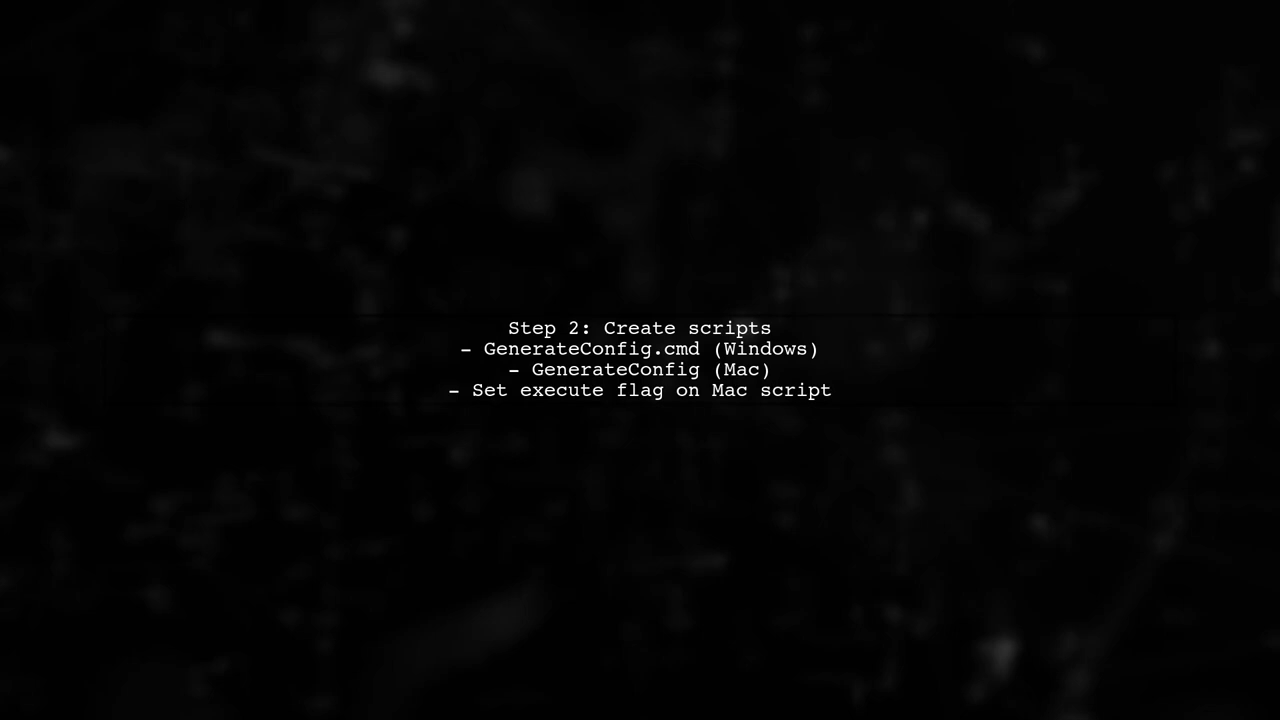 Step 2: Create scripts
- GenerateConfig.cmd (Windows)
- GenerateConfig (Mac)
- Set execute flag on Mac script